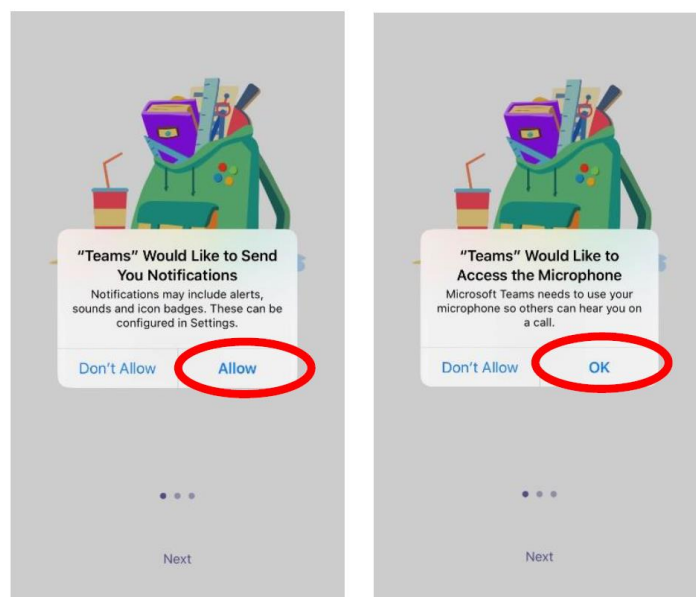 “Teams” Would Like to Send
You Notifications
Notifications may include alerts,
sounds and icon badges. These can be
configured in Settings.
Don’t Allow
Allow
Next
“Teams” Would Like to
Access the Microphone
Microsoft Teams needs to use your
microphone so others can hear you on
a call.
Don’t Allow
OK
Next